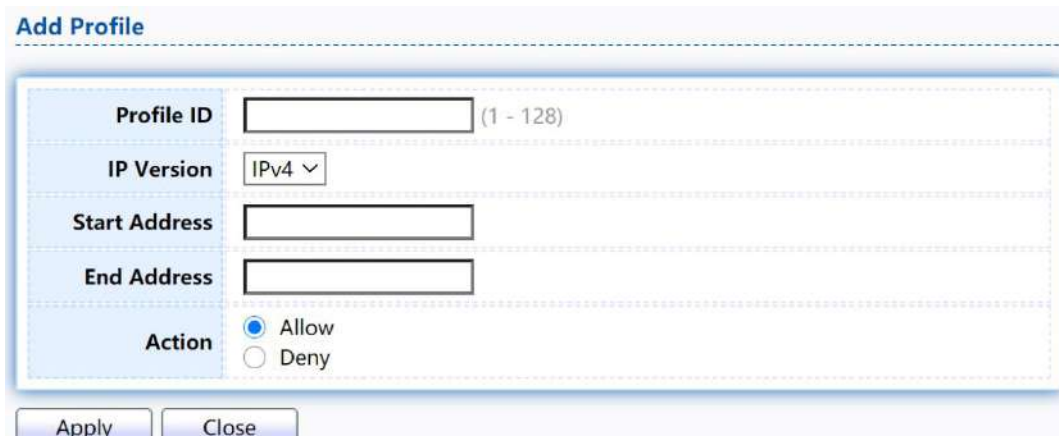 Add Profile
Profile ID (1 - 128)
IP Version IPv4
Start Address
End Address
Action Allow
Deny
Apply Close